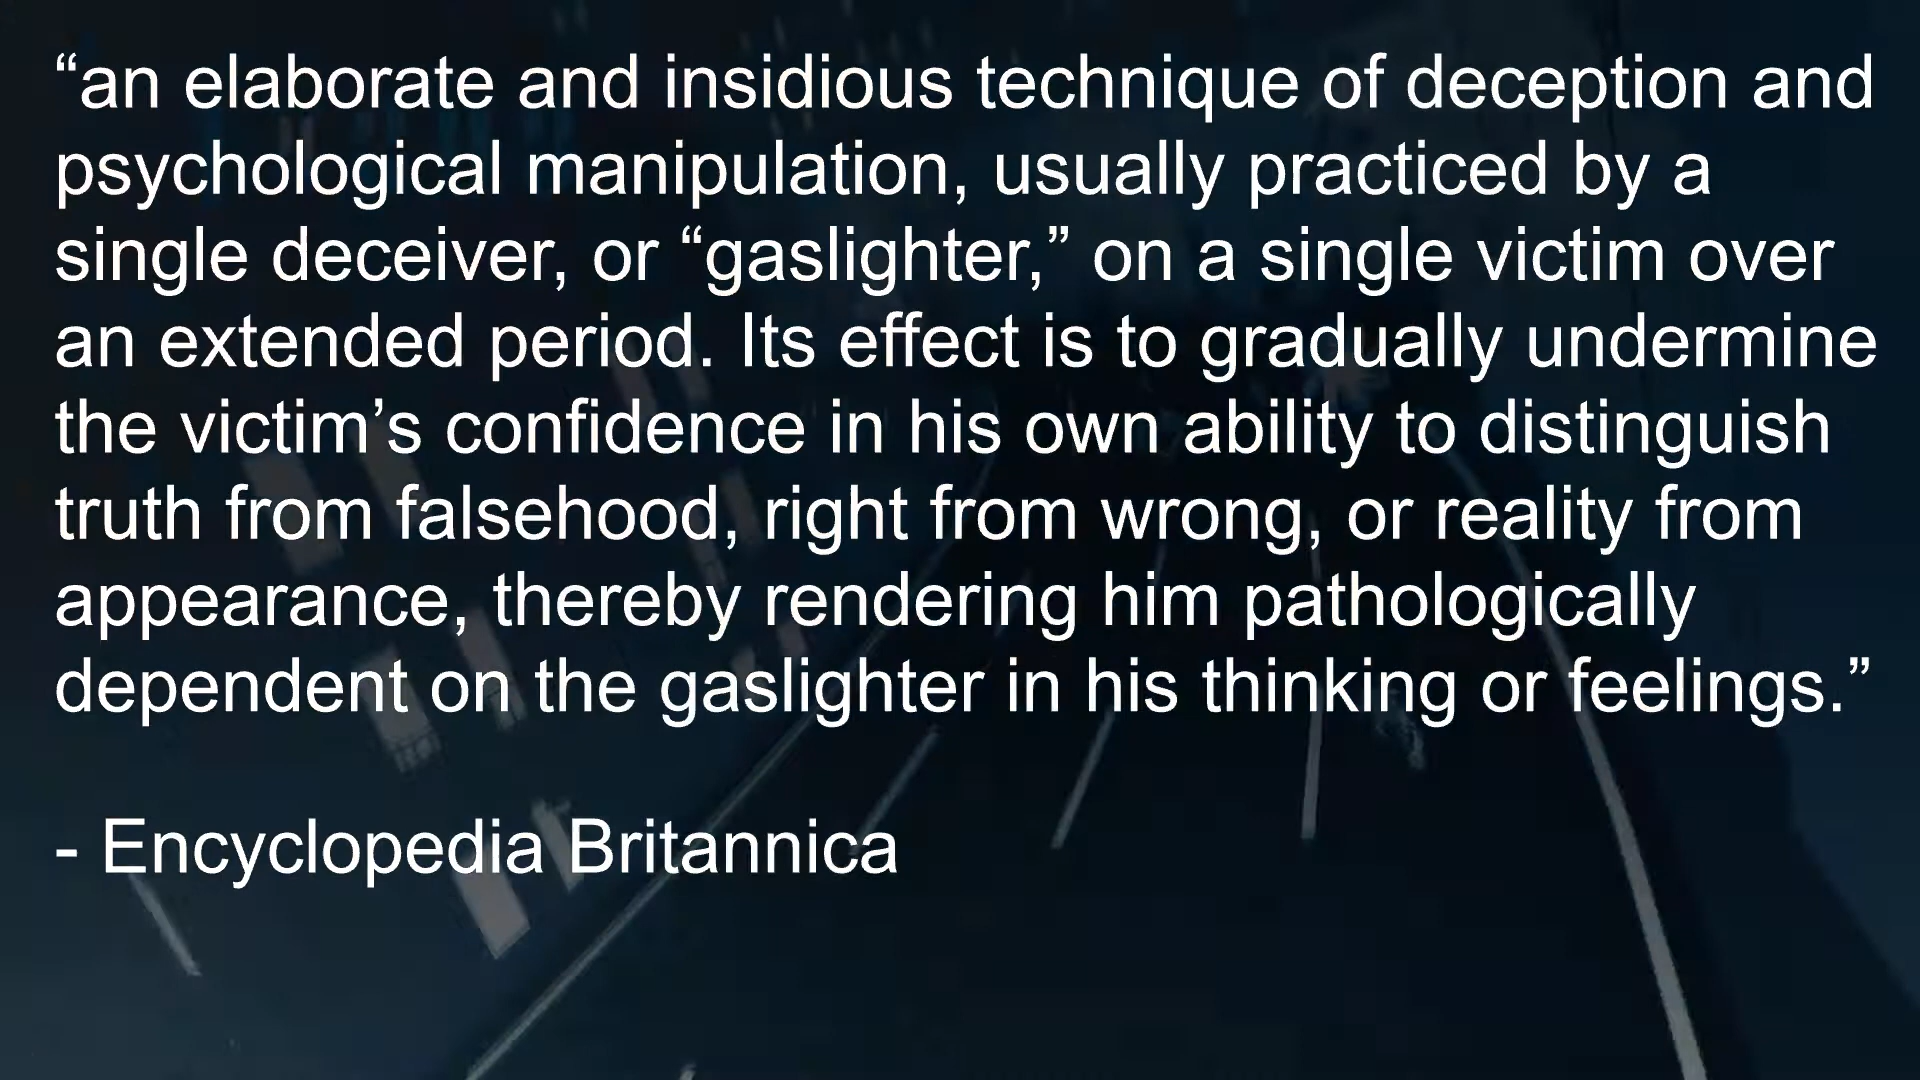 “an elaborate and insidious technique of deception and
psychological manipulation, usually practiced by a
single deceiver, or “gaslighter,” on a single victim over
an extended period. Its effect is to gradually undermine
the victim’s confidence in his own ability to distinguish
truth from falsehood, right from wrong, or reality from
appearance, thereby rendering him pathologically
dependent on the gaslighter in his thinking or feelings.”
- Encyclopedia Britannica